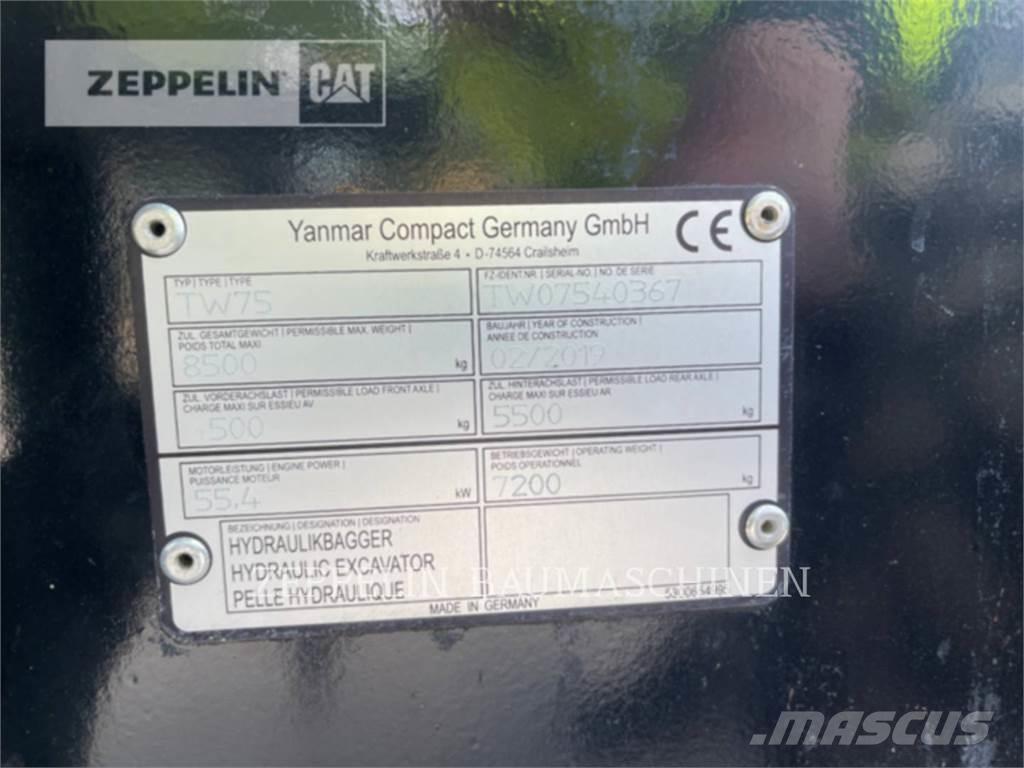 ZEPPELIN CAT
Yanmar Compact Germany GmbH CE
Kraftwerkstraße 4 • D-74564 Crailsheim
TYP | TYPE | TYPE
TW75
FZ-IDENT.NR. | SERIAL-NO. | NO. DE SERIE
TW07540367
ZUL. GESAMTGEWICHT | PERMISSIBLE MAX. WEIGHT |
POIDS TOTAL MAXI
8500 kg
BAUJAHR | YEAR OF CONSTRUCTION |
ANNEE DE CONSTRUCTION
02/2019
ZUL. VORDERACHSLAST | PERMISSIBLE LOAD FRONT AXLE |
CHARGE MAXI SUR ESSIEU AV
kg
ZUL. HINTERACHSLAST | PERMISSIBLE LOAD REAR AXLE |
CHARGE MAXI SUR ESSIEU AR
5500 kg
MOTORLEISTUNG | ENGINE POWER |
PUISSANCE MOTEUR
55,4 kW
BETRIEBSGEWICHT | OPERATING WEIGHT |
POIDS OPERATIONNEL
7200 kg
BEZEICHNUNG | DESIGNATION | DESIGNATION
HYDRAULIKBAGGER
HYDRAULIC EXCAVATOR
PELLE HYDRAULIQUE
ZEPPELIN BAUMASCHINEN
MADE IN GERMANY
MASCUS